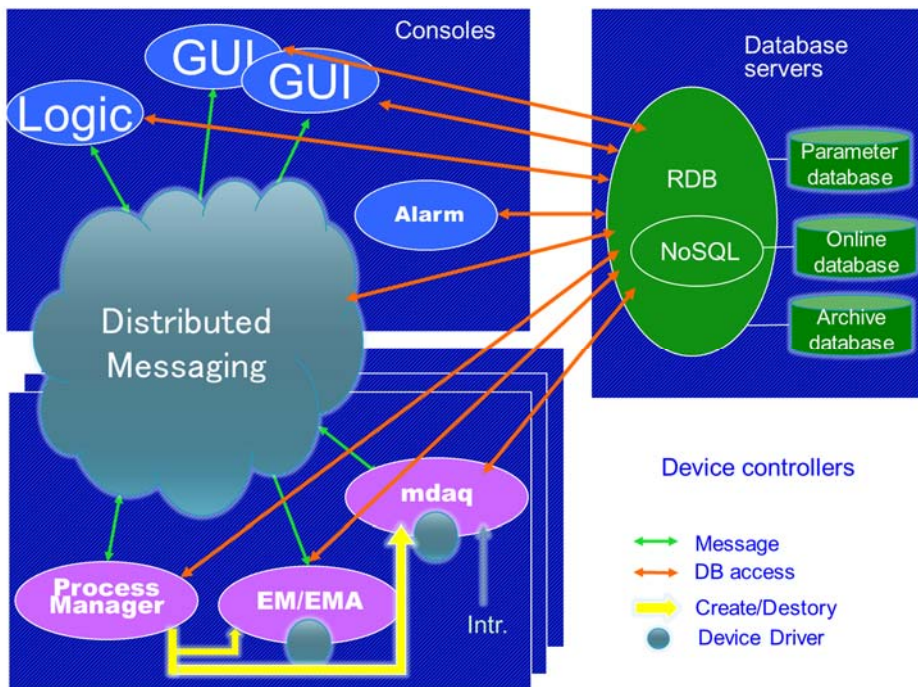 Consoles
GUI
GUI
Logic
Alarm
Distributed
Messaging
Database
servers
RDB
NoSQL
Parameter
database
Online
database
Archive
database
mdaq
Process
Manager
EM/EMA
Intr.
Device controllers
Message
DB access
Create/Destory
Device Driver